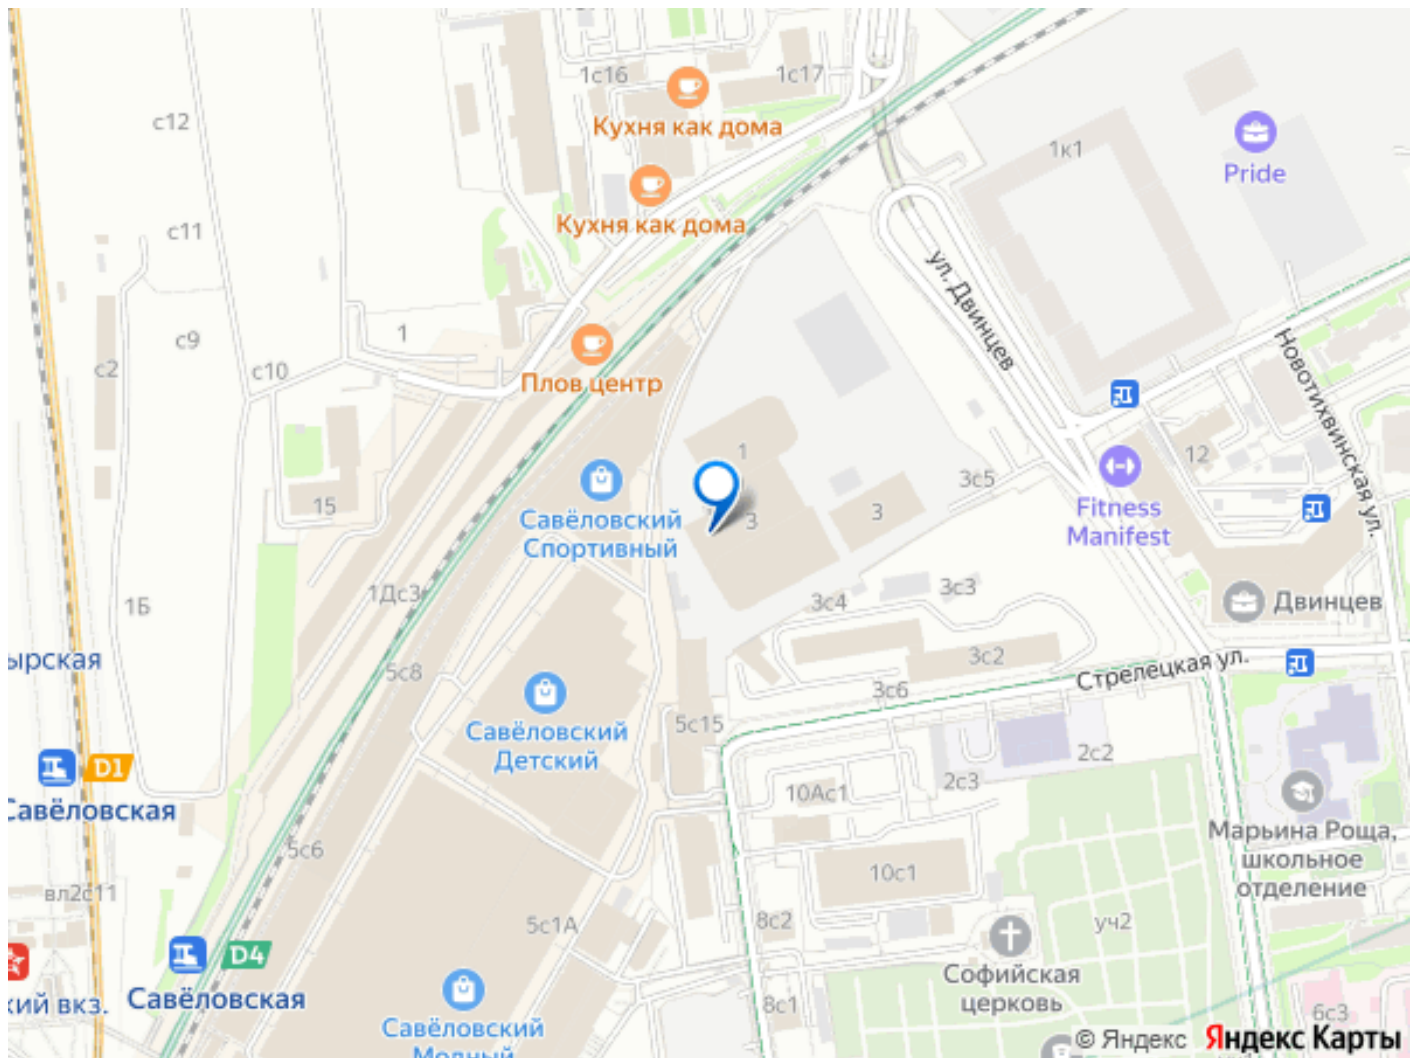 1с16
1с17
с12
Кухня как дома
1к1
Pride
Кухня как дома
с11
ул. Двинцев
1
с9
с2
с10
Плов центр
Новотихвинская ул.
1
12
3с5
15
Савёловский
Спортивный
3
3
Fitness
Manifest
1Дс3
1Б
3с4
3с3
Двинцев
ырская
5с8
3с2
Стрелецкая ул.
3с6
5с15
Савёловский
Детский
2с2
D1
2с3
10Ас1
Савёловская
Марьина Роща,
школьное
отделение
5с6
10с1
вл2с11
5с1А
8с2
уч2
D4
Софийская
церковь
Савёловская
кий вкз.
8с1
6с3
Савёловский
Модный
© Яндекс Яндекс Карты